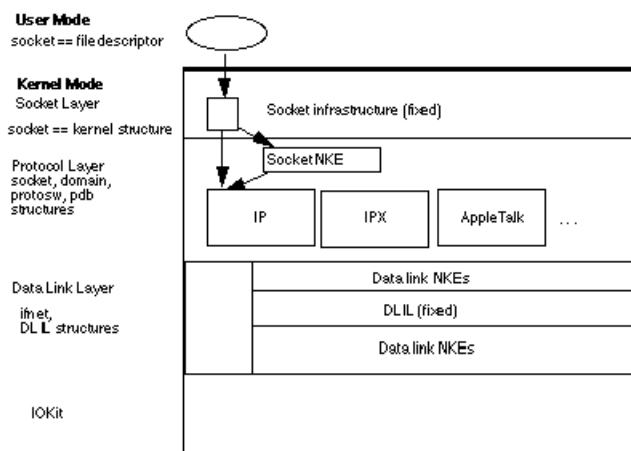 User Mode
socket == file descriptor
Kernel Mode
Socket Layer
socket == kernel structure
Socket infrastructure (fixed)
Protocol Layer
socket, domain,
protosw, pdb
structures
Socket NKE
IP
IPX
AppleTalk
...
Data Link Layer
ifnet,
DLIL structures
Data link NKEs
DLIL (fixed)
Data link NKEs
IOKit